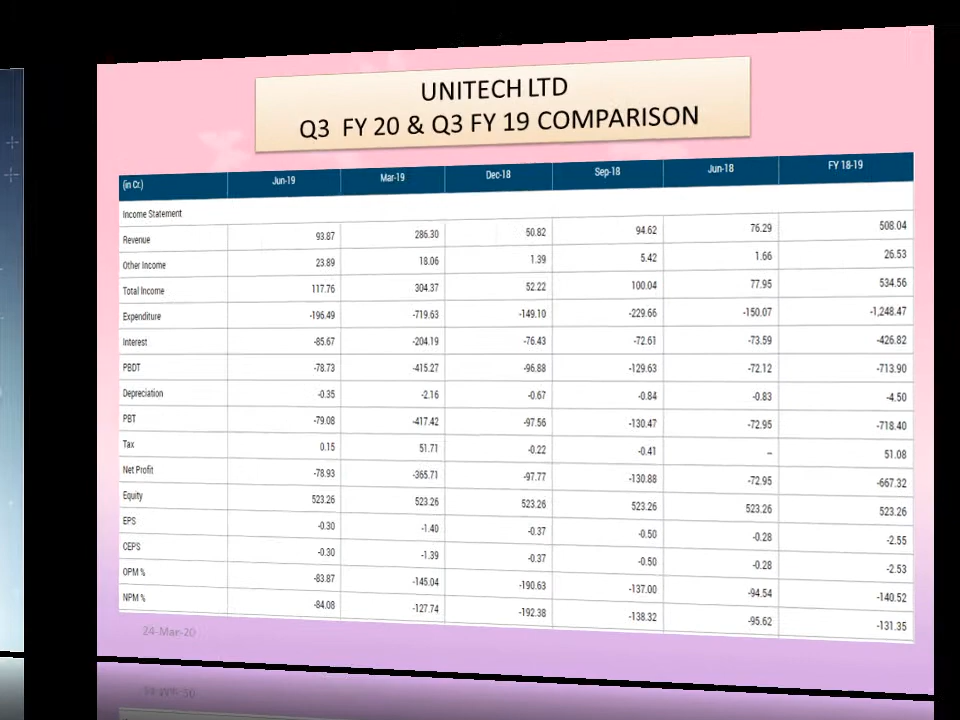 UNITECH LTD
Q3 FY 20 & Q3 FY 19 COMPARISON
(in Cr.) Jun-19 Mar-19 Dec-18 Sep-18 Jun-18 FY 18-19
Income Statement
Revenue 93.87 286.30 50.82 94.62 76.29 508.04
Other Income 23.89 18.06 1.39 5.42 1.66 26.53
Total Income 117.76 304.37 52.22 100.04 77.95 534.56
Expenditure -196.49 -719.63 -149.10 -229.66 -150.07 -1,248.47
Interest -85.67 -204.19 -76.43 -72.61 -73.59 -426.82
PBDT -78.73 -415.27 -96.88 -129.63 -72.12 -713.90
Depreciation -0.35 -2.16 -0.67 -0.84 -0.83 -4.50
PBT -79.08 -417.42 -97.56 -130.47 -72.95 -718.40
Tax 0.15 51.71 -0.22 -0.41 – 51.08
Net Profit -78.93 -365.71 -97.77 -130.88 -72.95 -667.32
Equity 523.26 523.26 523.26 523.26 523.26 523.26
EPS -0.30 -1.40 -0.37 -0.50 -0.28 -2.55
CEPS -0.30 -1.39 -0.37 -0.50 -0.28 -2.53
OPM % -83.87 -145.04 -190.63 -137.00 -94.54 -140.52
NPM % -84.08 -127.74 -192.38 -138.32 -95.62 -131.35
24-Mar-20